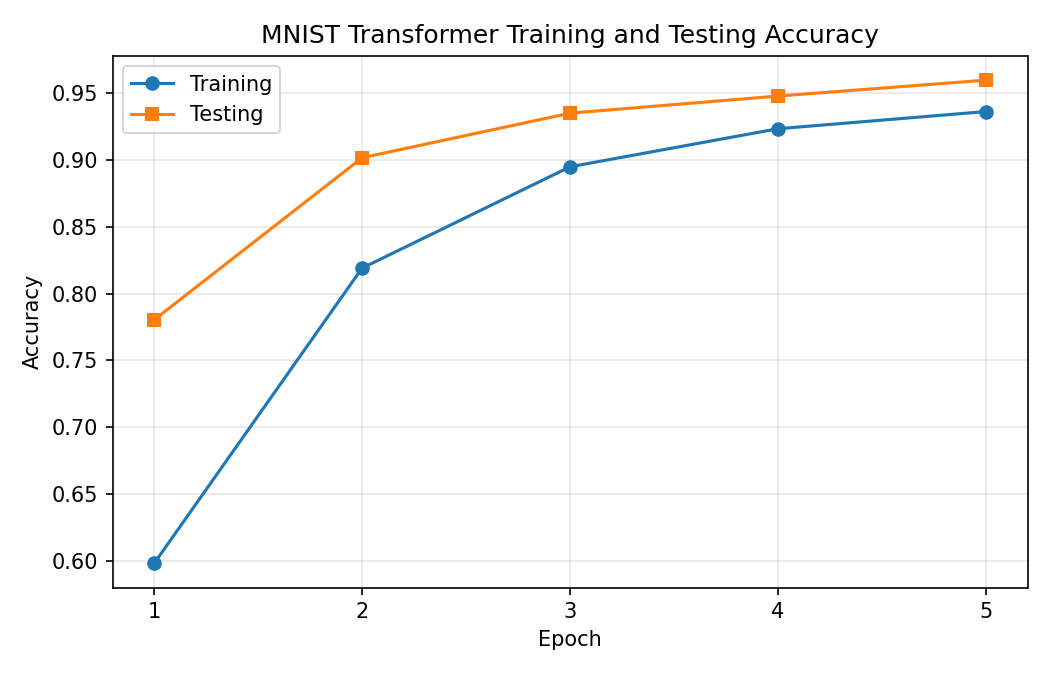 MNIST Transformer Training and Testing Accuracy
Training
Testing
Accuracy
0.95
0.90
0.85
0.80
0.75
0.70
0.65
0.60
1 2 3 4 5
Epoch